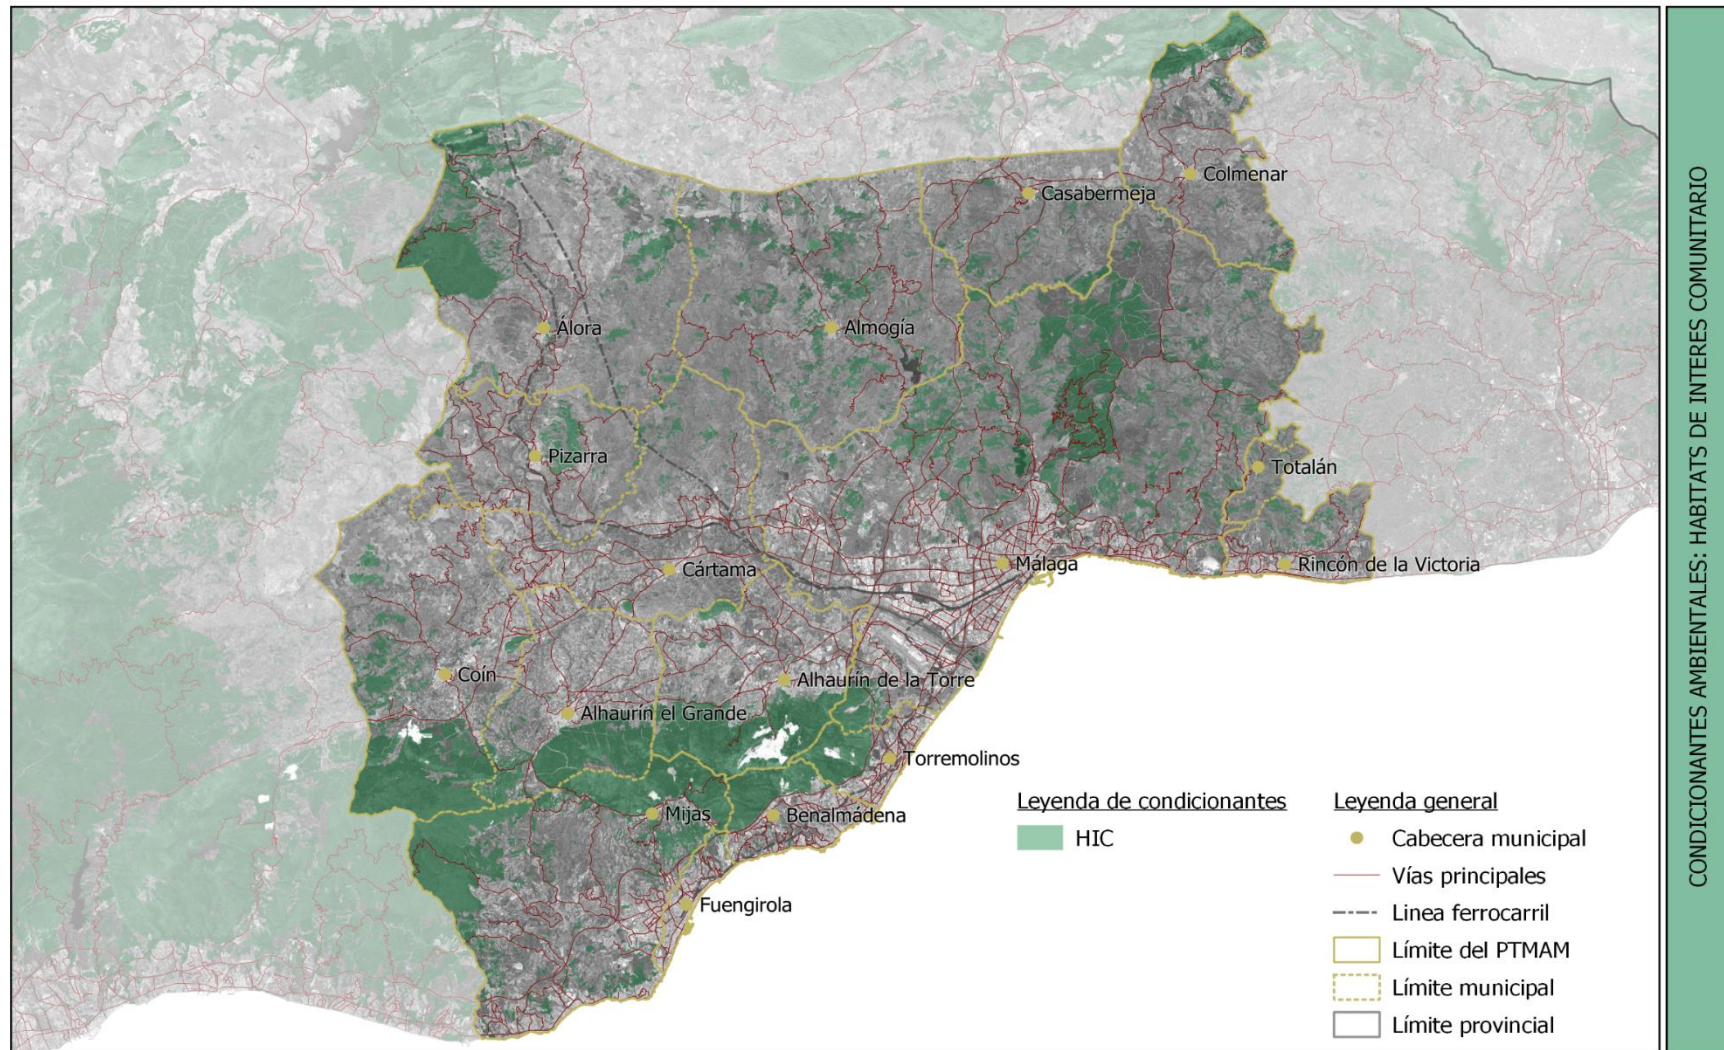 Colmenar
Casabermeja
Álora
Almogía
Pizarra
Totalán
Cártama
Málaga
Rincón de la Victoria
Coín
Alhaurín de la Torre
Alhaurín el Grande
Torremolinos
Mijas
Benalmádena
Fuengirola
Leyenda de condicionantes
HIC
Leyenda general
Cabecera municipal
Vías principales
Linea ferrocarril
Límite del PTMAM
Límite municipal
Límite provincial
CONDICIONANTES AMBIENTALES: HABITATS DE INTERES COMUNITARIO